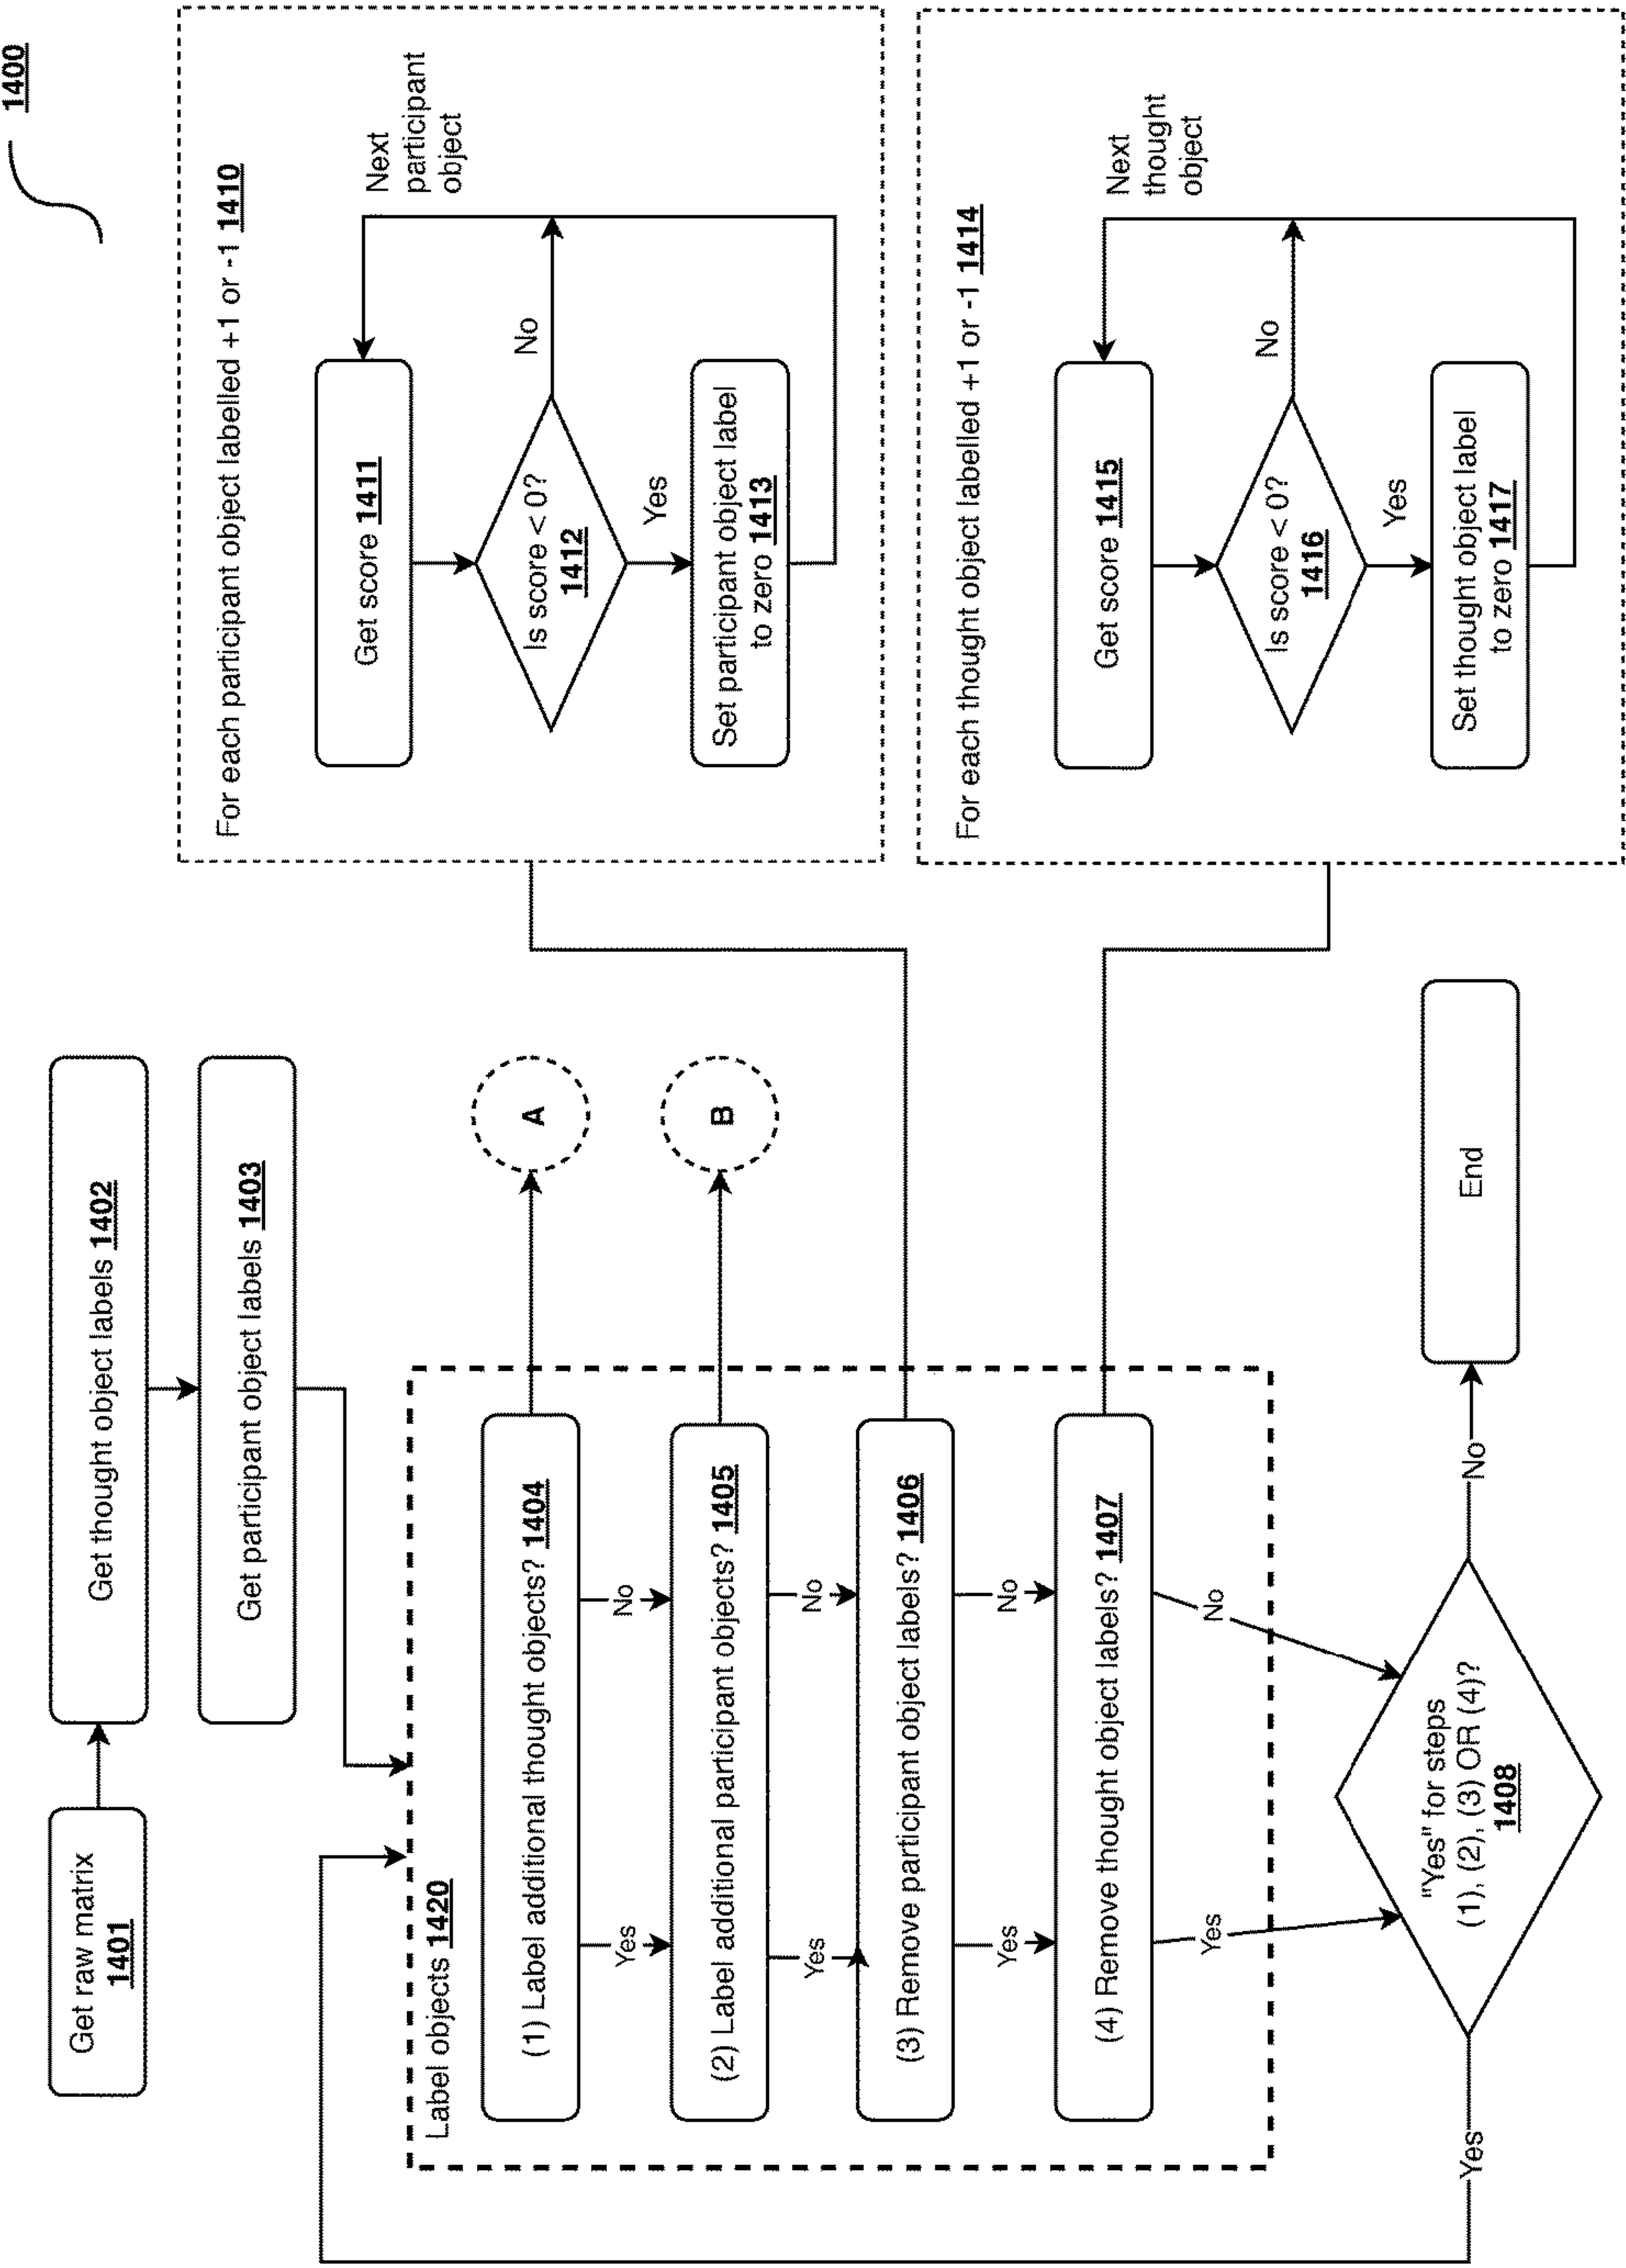 1400
Get raw matrix
1401
Get thought object labels 1402
Get participant object labels 1403
Label objects 1420
(1) Label additional thought objects? 1404
A
Yes
No
(2) Label additional participant objects? 1405
B
Yes
No
(3) Remove participant object labels? 1406
Yes
No
(4) Remove thought object labels? 1407
Yes
No
"Yes" for steps
(1), (2), (3) OR (4)?
1408
Yes
No
End
For each participant object labelled +1 or -1 1410
Get score 1411
Next
participant
object
Is score < 0?
1412
No
Yes
Set participant object label
to zero 1413
For each thought object labelled +1 or -1 1414
Get score 1415
Next
thought
object
Is score < 0?
1416
No
Yes
Set thought object label
to zero 1417